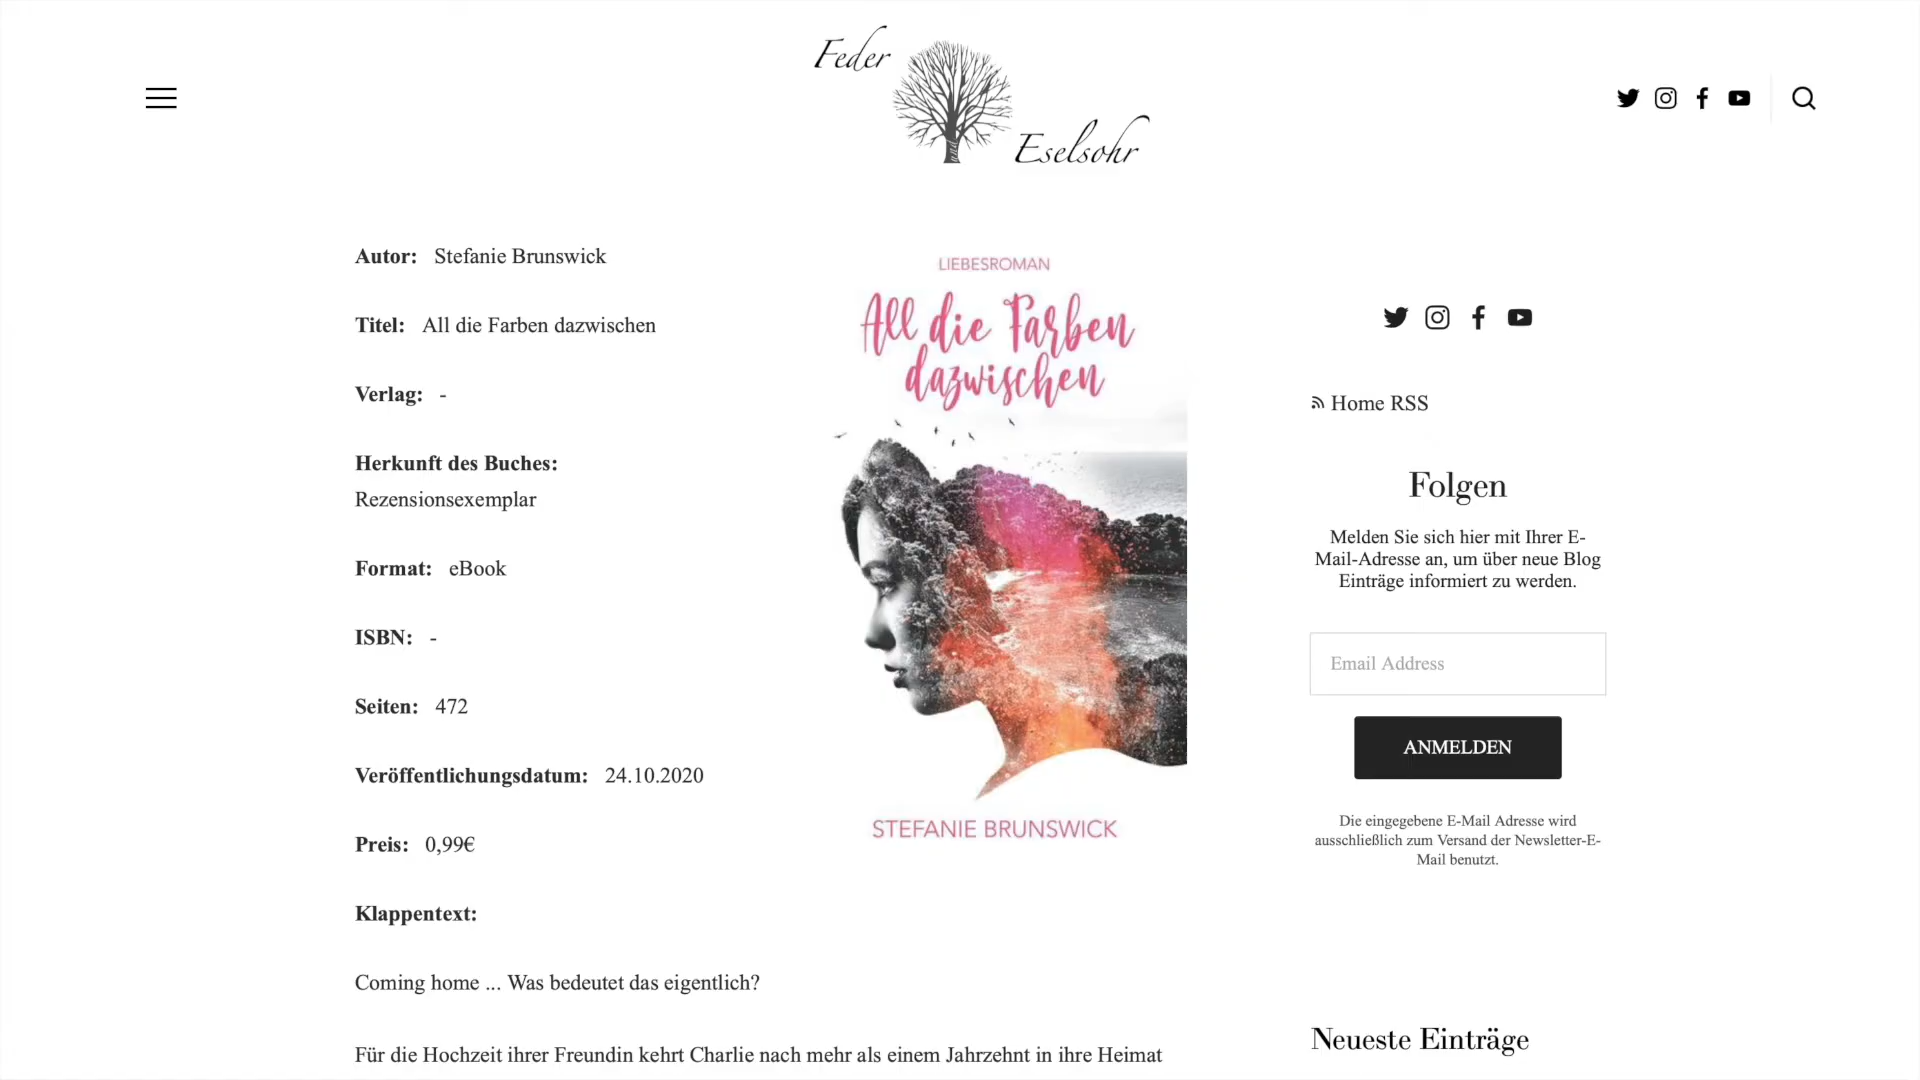 Feder
und
Eselsohr
Autor: Stefanie Brunswick
Titel: All die Farben dazwischen
Verlag: -
Herkunft des Buches:
Rezensionsexemplar
Format: eBook
ISBN: -
Seiten: 472
Veröffentlichungsdatum: 24.10.2020
Preis: 0,99€
Klappentext:
Coming home ... Was bedeutet das eigentlich?
Für die Hochzeit ihrer Freundin kehrt Charlie nach mehr als einem Jahrzehnt in ihre Heimat
LIEBESROMAN
All die Farben
dazwischen
STEFANIE BRUNSWICK
Home RSS
Folgen
Melden Sie sich hier mit Ihrer E-
Mail-Adresse an, um über neue Blog
Einträge informiert zu werden.
Email Address
ANMELDEN
Die eingegebene E-Mail Adresse wird
ausschließlich zum Versand der Newsletter-E-
Mail benutzt.
Neueste Einträge